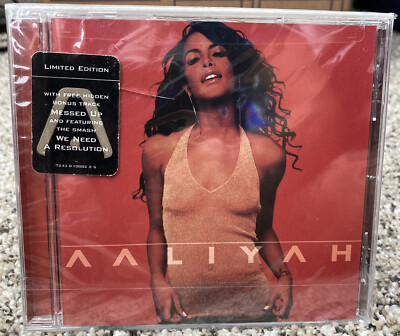 LIMITED EDITION
WITH FREE HIDDEN
BONUS TRACK
MESSED UP
AND FEATURING
THE SMASH
WE NEED
A RESOLUTION
AALIYAH